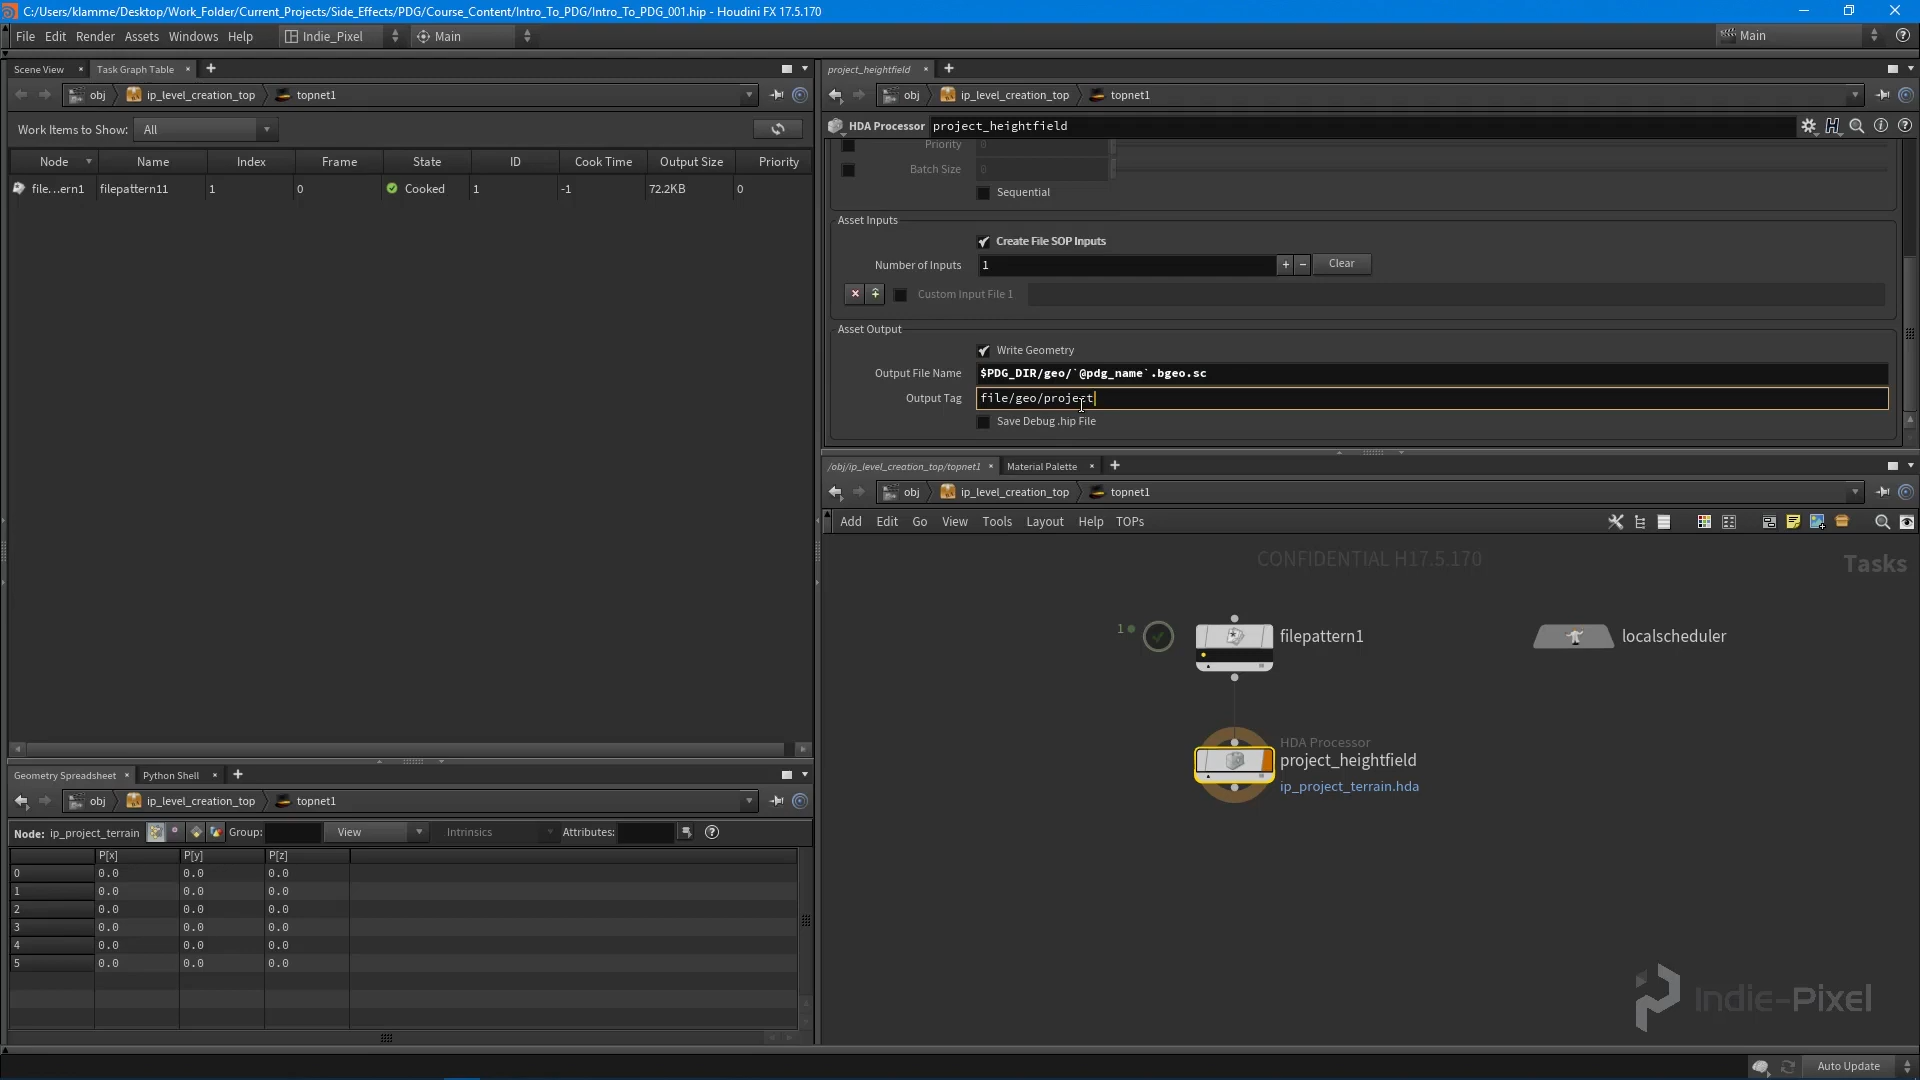 C:/Users/klamme/Desktop/Work_Folder/Current_Projects/Side_Effects/PDG/Course_Content/Intro_To_PDG/Intro_To_PDG_001.hip - Houdini FX 17.5.170
File Edit Render Assets Windows Help Indie_Pixel Main Main
Scene View Task Graph Table
obj ip_level_creation_top topnet1
Work Items to Show: All
Node Name Index Frame State ID Cook Time Output Size Priority
file...ern1 filepattern11 1 0 Cooked 1 -1 72.2KB 0
project_heightfield
obj ip_level_creation_top topnet1
HDA Processor project_heightfield
Priority 0
Batch Size 0
Sequential
Asset Inputs
Create File SOP Inputs
Number of Inputs 1 + − Clear
Custom Input File 1
Asset Output
Write Geometry
Output File Name $PDG_DIR/geo/`@pdg_name`.bgeo.sc
Output Tag file/geo/project
Save Debug .hip File
/obj/ip_level_creation_top/topnet1 Material Palette
obj ip_level_creation_top topnet1
Add Edit Go View Tools Layout Help TOPs
CONFIDENTIAL H17.5.170
Tasks
1 filepattern1
localscheduler
HDA Processor
project_heightfield
ip_project_terrain.hda
Geometry Spreadsheet Python Shell
obj ip_level_creation_top topnet1
Node: ip_project_terrain Group: View Intrinsics Attributes:
P[x] P[y] P[z]
0 0.0 0.0 0.0
1 0.0 0.0 0.0
2 0.0 0.0 0.0
3 0.0 0.0 0.0
4 0.0 0.0 0.0
5 0.0 0.0 0.0
Indie-Pixel
Auto Update